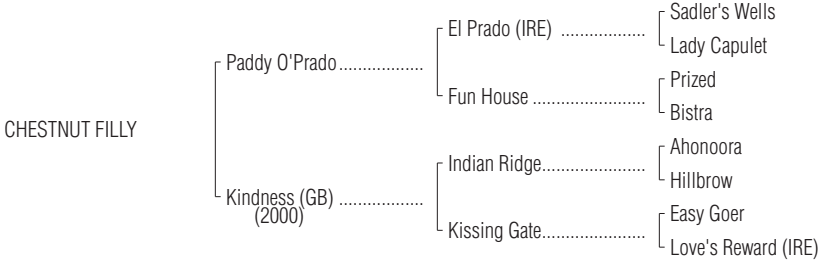 Sadler's Wells
El Prado (IRE) ...................
Lady Capulet
Paddy O'Prado..................
Prized
Fun House ........................
Bistra
CHESTNUT FILLY
Ahonoora
Indian Ridge......................
Hillbrow
Kindness (GB) ..................
(2000)
Easy Goer
Kissing Gate......................
Love's Reward (IRE)